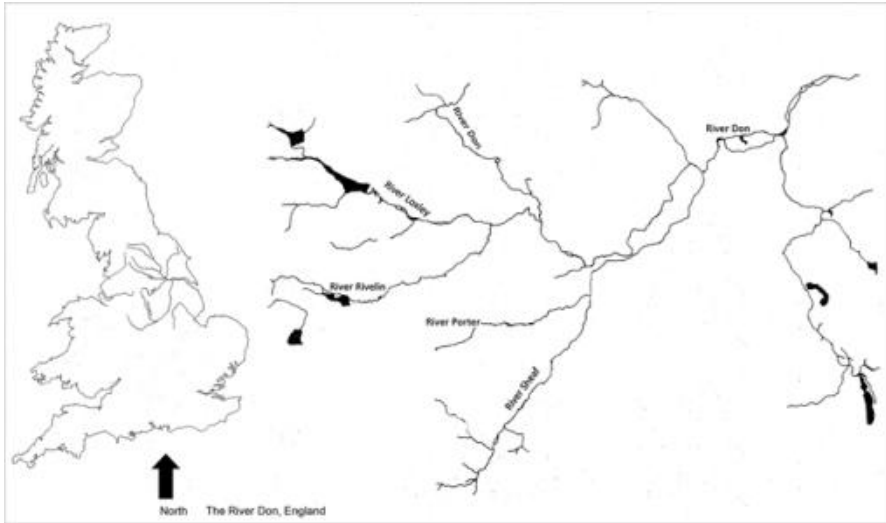 River Don
River Don
River Loxley
River Rivelin
River Porter
River Sheaf
North The River Don, England